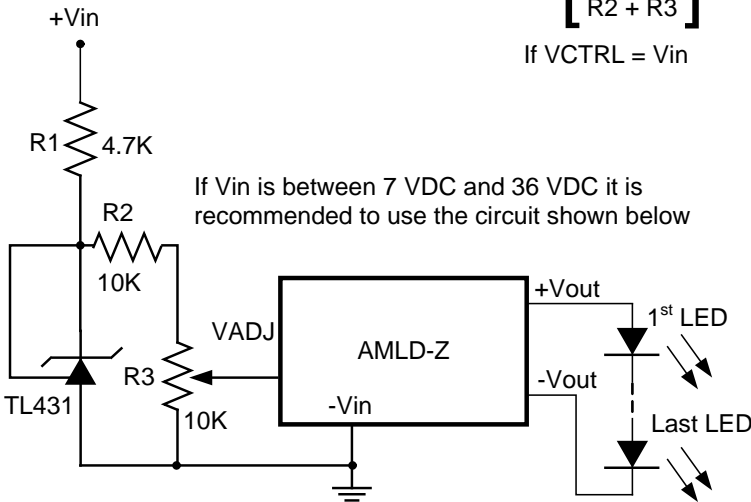 [ R2 + R3 ]
+Vin
If VCTRL = Vin
R1
4.7K
If Vin is between 7 VDC and 36 VDC it is
recommended to use the circuit shown below
R2
10K
+Vout
1st LED
VADJ
AMLD-Z
R3
-Vout
TL431
10K
-Vin
Last LED